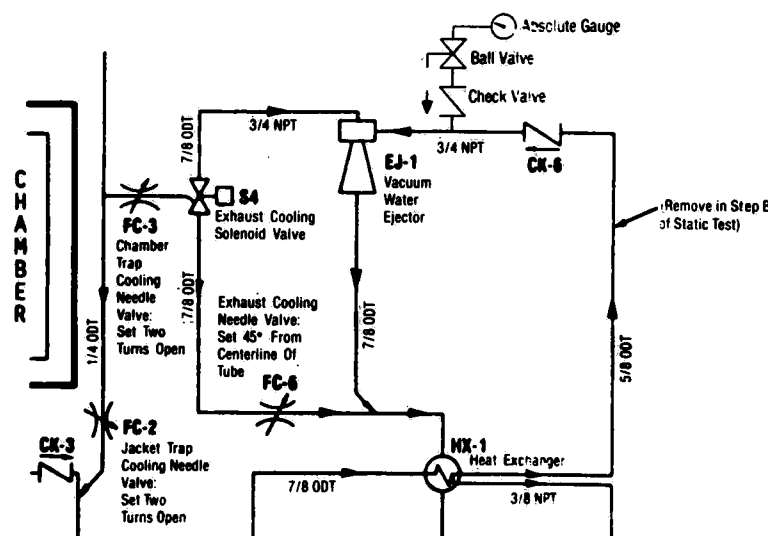 Absolute Gauge
Ball Valve
Check Valve
3/4 NPT
7/8 ODT
3/4 NPT
CK-6
EJ-1
Vacuum
Water
Ejector
CHAMBER
S4
Exhaust Cooling
Solenoid Valve
FC-3
Chamber
Trap
Cooling
Needle
Valve:
Set Two
Turns Open
(Remove in Step B
of Static Test)
7/8 ODT
Exhaust Cooling
Needle Valve:
Set 45° From
Centerline Of
Tube
7/8 ODT
1/4 ODT
5/8 ODT
FC-6
FC-2
Jacket Trap
Cooling Needle
Valve:
Set Two
Turns Open
CK-3
HX-1
Heat Exchanger
7/8 ODT
3/8 NPT